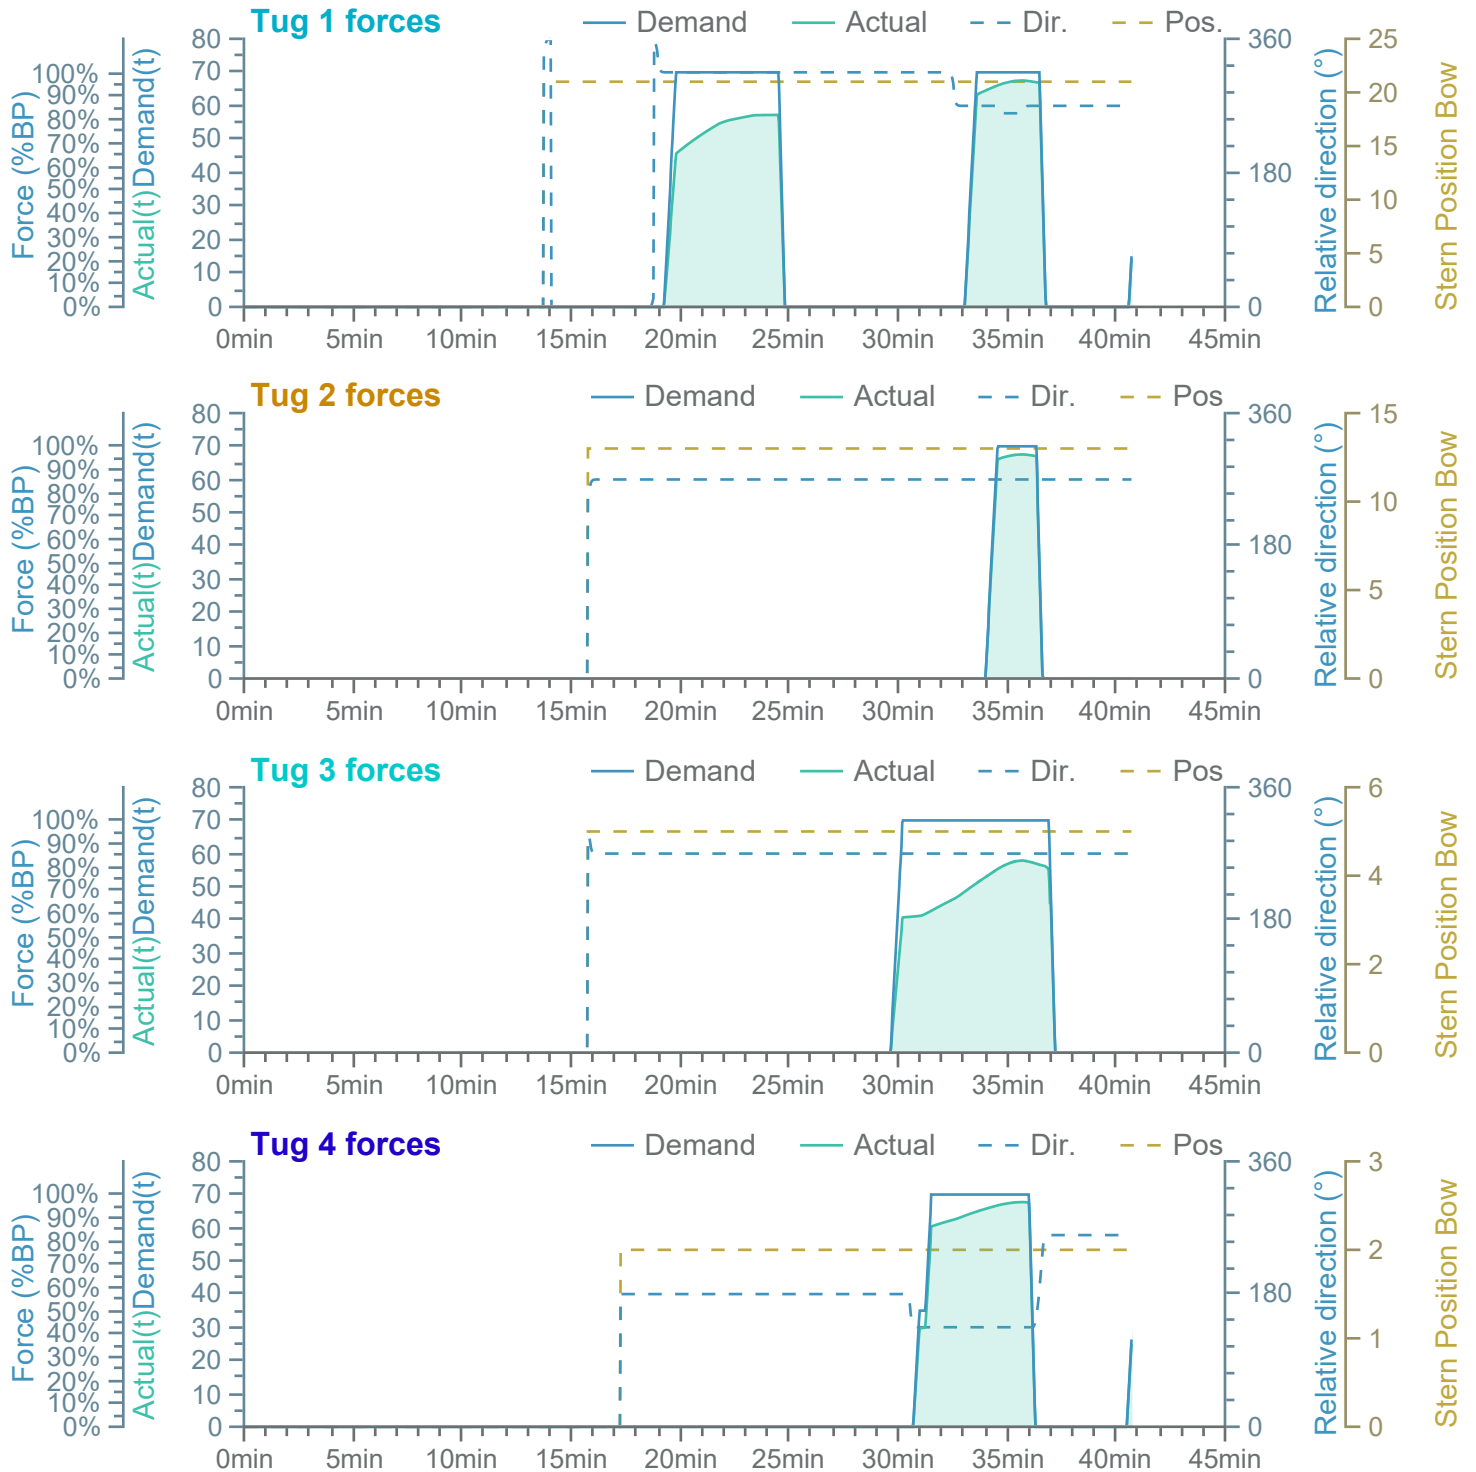 Tug 1 forces
Demand
Actual
Dir.
Pos.
Force (%BP)
100%
90%
80%
70%
60%
50%
40%
30%
20%
10%
0%
Actual(t)Demand(t)
80
70
60
50
40
30
20
10
0
0min
5min
10min
15min
20min
25min
30min
35min
40min
45min
360
180
0
Relative direction (°)
25
20
15
10
5
0
Stern Position Bow
Tug 2 forces
Demand
Actual
Dir.
Pos
Force (%BP)
100%
90%
80%
70%
60%
50%
40%
30%
20%
10%
0%
Actual(t)Demand(t)
80
70
60
50
40
30
20
10
0
0min
5min
10min
15min
20min
25min
30min
35min
40min
45min
360
180
0
Relative direction (°)
15
10
5
0
Stern Position Bow
Tug 3 forces
Demand
Actual
Dir.
Pos
Force (%BP)
100%
90%
80%
70%
60%
50%
40%
30%
20%
10%
0%
Actual(t)Demand(t)
80
70
60
50
40
30
20
10
0
0min
5min
10min
15min
20min
25min
30min
35min
40min
45min
360
180
0
Relative direction (°)
6
4
2
0
Stern Position Bow
Tug 4 forces
Demand
Actual
Dir.
Pos
Force (%BP)
100%
90%
80%
70%
60%
50%
40%
30%
20%
10%
0%
Actual(t)Demand(t)
80
70
60
50
40
30
20
10
0
0min
5min
10min
15min
20min
25min
30min
35min
40min
45min
360
180
0
Relative direction (°)
3
2
1
0
Stern Position Bow